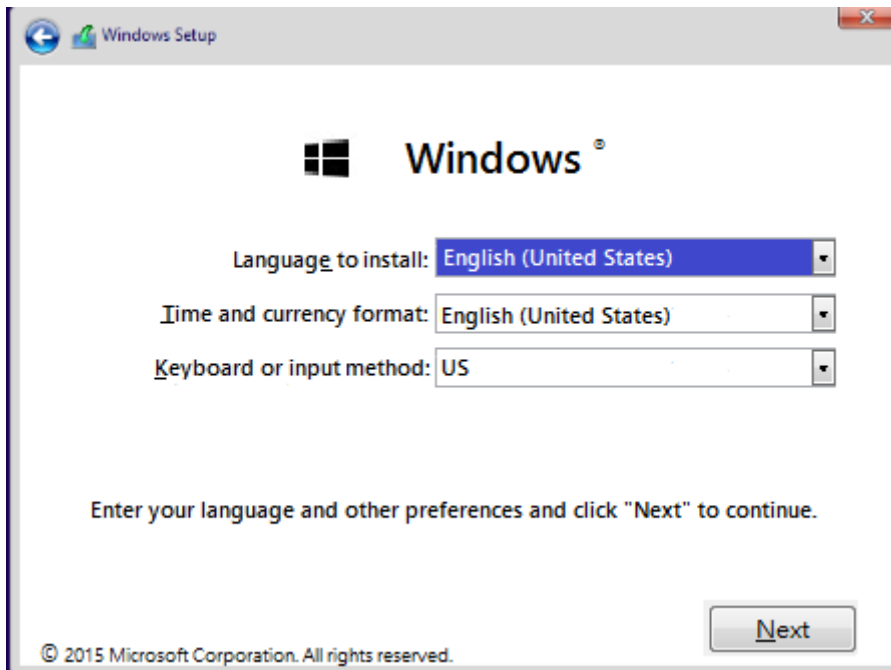 Windows Setup
Windows ®
Language to install: English (United States)
Time and currency format: English (United States)
Keyboard or input method: US
Enter your language and other preferences and click "Next" to continue.
Next
© 2015 Microsoft Corporation. All rights reserved.